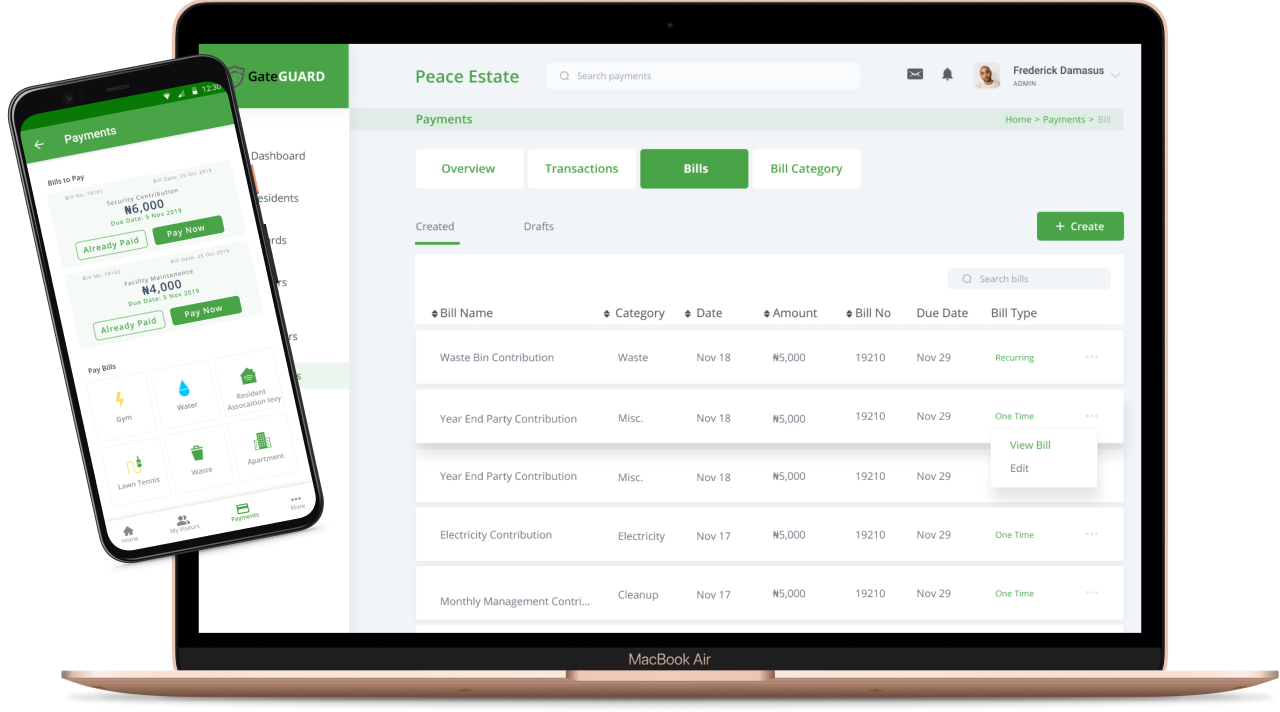 GateGUARD
Peace Estate
Search payments
Frederick Damasus
ADMIN
Payments
Home > Payments > Bill
Dashboard
Overview
Transactions
Bills
Bill Category
Created
Drafts
+ Create
Search bills
Bill Name Category Date Amount Bill No Due Date Bill Type
Waste Bin Contribution Waste Nov 18 ₦5,000 19210 Nov 29 Recurring
Year End Party Contribution Misc. Nov 18 ₦5,000 19210 Nov 29 One Time
View Bill
Edit
Year End Party Contribution Misc. Nov 18 ₦5,000 19210 Nov 29
Electricity Contribution Electricity Nov 17 ₦5,000 19210 Nov 29 One Time
Monthly Management Contri... Cleanup Nov 17 ₦5,000 19210 Nov 29 One Time
MacBook Air
12:30
Payments
Bills to Pay
Bill No: 19101 Bill Date: 25 Oct 2019
Security Contribution
₦6,000
Due Date: 5 Nov 2019
Already Paid Pay Now
Bill No: 19102 Bill Date: 25 Oct 2019
Facility Maintenance
₦4,000
Due Date: 5 Nov 2019
Already Paid Pay Now
Pay Bills
Gym
Water
Resident
Assocaition levy
Lawn Tennis
Waste
Apartment
Home
My Visitors
Payments
More